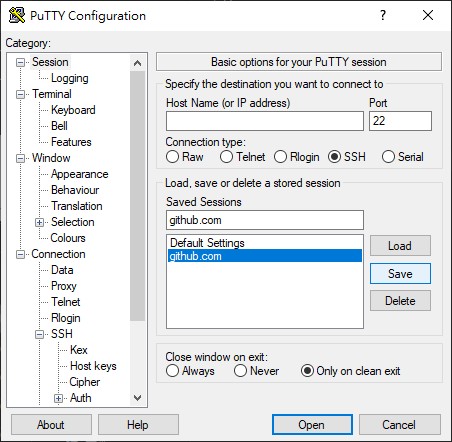 PuTTY Configuration
?
Category:
Session
Logging
Terminal
Keyboard
Bell
Features
Window
Appearance
Behaviour
Translation
Selection
Colours
Connection
Data
Proxy
Telnet
Rlogin
SSH
Kex
Host keys
Cipher
Auth
Basic options for your PuTTY session
Specify the destination you want to connect to
Host Name (or IP address) Port
22
Connection type:
Raw Telnet Rlogin SSH Serial
Load, save or delete a stored session
Saved Sessions
github.com
Default Settings
github.com
Load
Save
Delete
Close window on exit:
Always Never Only on clean exit
About Help Open Cancel